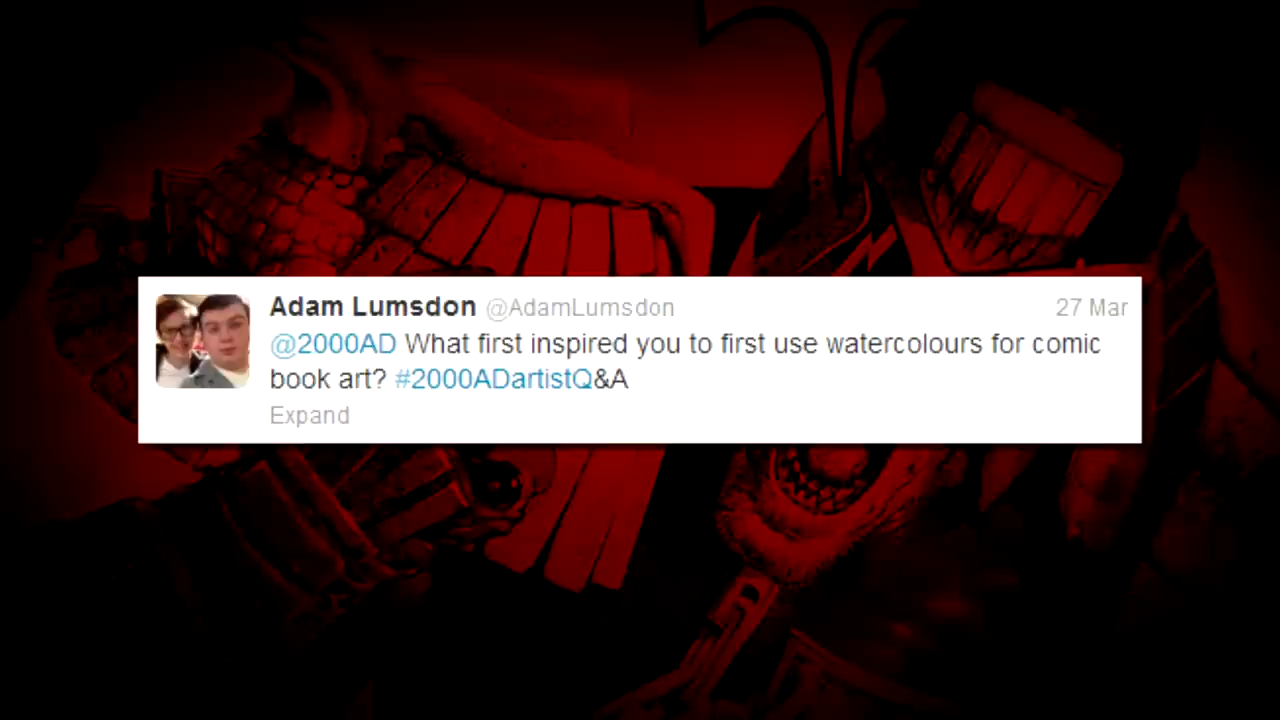 Adam Lumsdon @AdamLumsdon 27 Mar
@2000AD What first inspired you to first use watercolours for comic
book art? #2000ADartistQ&A
Expand